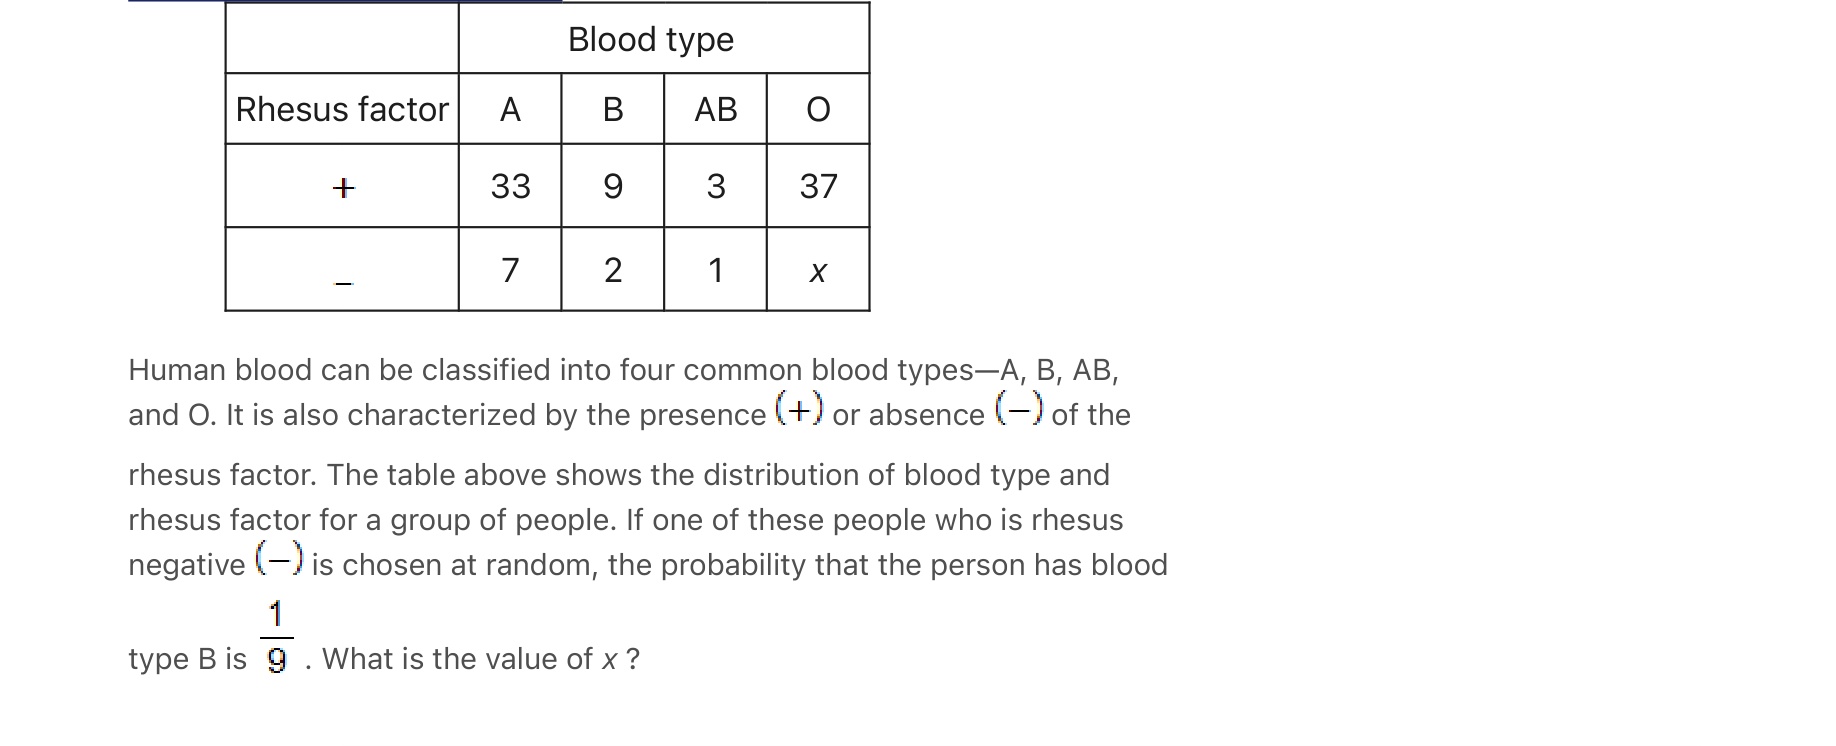 Blood type
Rhesus factor A B AB O
+ 33 9 3 37
− 7 2 1 x
Human blood can be classified into four common blood types—A, B, AB,
and O. It is also characterized by the presence (+) or absence (−) of the
rhesus factor. The table above shows the distribution of blood type and
rhesus factor for a group of people. If one of these people who is rhesus
negative (−) is chosen at random, the probability that the person has blood
type B is 1/9 . What is the value of x ?